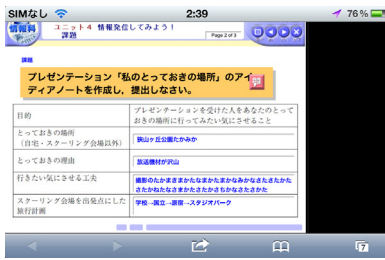 SIMなし 2:39 76%
情報科
ユニット4 情報発信してみよう!
課題
Page 2 of 3
課題
プレゼンテーション「私のとっておきの場所」のアイ
ディアノートを作成し、提出しなさい。
目的
プレゼンテーションを受けた人をあなたのとって
おきの場所に行ってみたい気にさせること
とっておきの場所
(自宅・スクーリング会場以外)
狭山ヶ丘公園たかみか
とっておきの理由
放送機材が沢山
行きたい気にさせる工夫
スクーリング会場を出発点にした
旅行計画
学校→国立→原宿→スタジオパーク
7